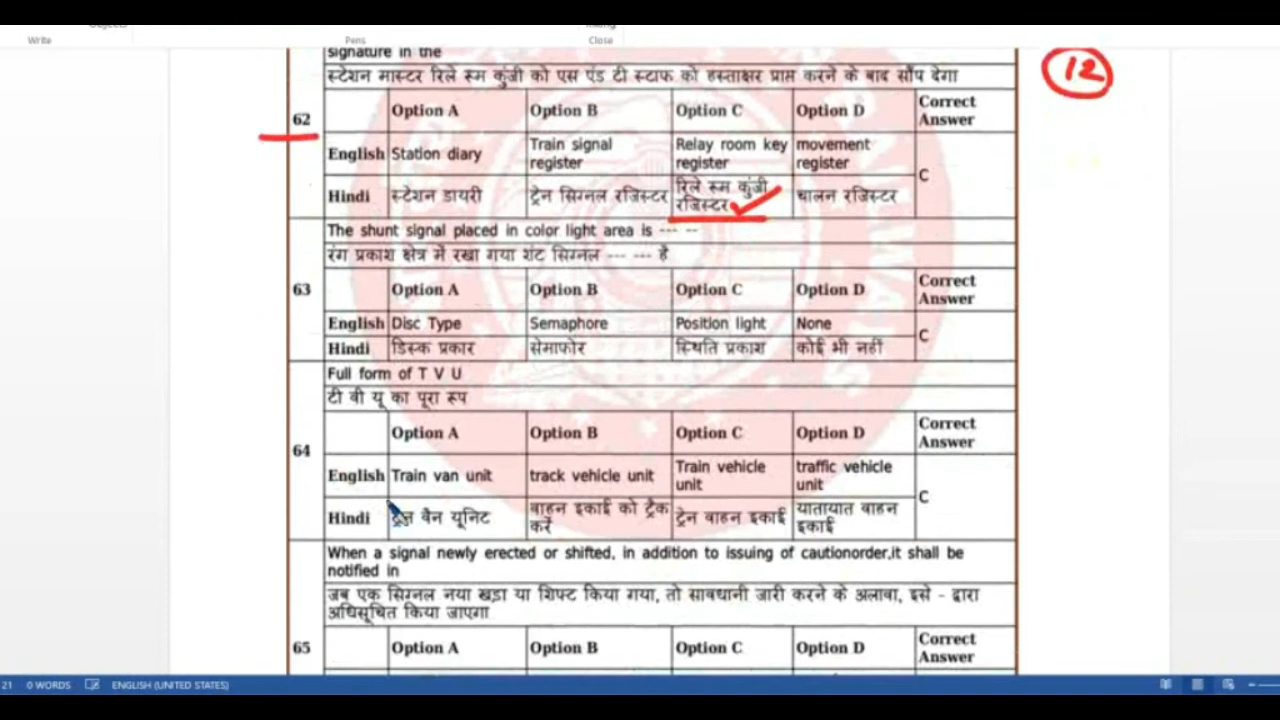 Write
Pens
Close
signature in the
स्टेशन मास्टर रिले रूम कुंजी को एस एंड टी स्टाफ को हस्ताक्षर प्राप्त करने के बाद सौंप देगा
12
62
Option A Option B Option C Option D Correct Answer
English Station diary Train signal register Relay room key register movement register C
Hindi स्टेशन डायरी ट्रेन सिग्नल रजिस्टर रिले रूम कुंजी रजिस्टर चालन रजिस्टर
The shunt signal placed in color light area is --- --
रंग प्रकाश क्षेत्र में रखा गया शंट सिग्नल --- --- है
63
Option A Option B Option C Option D Correct Answer
English Disc Type Semaphore Position light None C
Hindi डिस्क प्रकार सेमाफोर स्थिति प्रकाश कोई भी नहीं
Full form of T V U
टी वी यू का पूरा रूप
64
Option A Option B Option C Option D Correct Answer
English Train van unit track vehicle unit Train vehicle unit traffic vehicle unit C
Hindi ट्रेन वैन यूनिट वाहन इकाई को ट्रैक करें ट्रेन वाहन इकाई यातायात वाहन इकाई
When a signal newly erected or shifted, in addition to issuing of cautionorder,it shall be
notified in
जब एक सिग्नल नया खड़ा या शिफ्ट किया गया, तो सावधानी जारी करने के अलावा, इसे - द्वारा
अधिसूचित किया जाएगा
65
Option A Option B Option C Option D Correct Answer
21 0 WORDS ENGLISH (UNITED STATES)